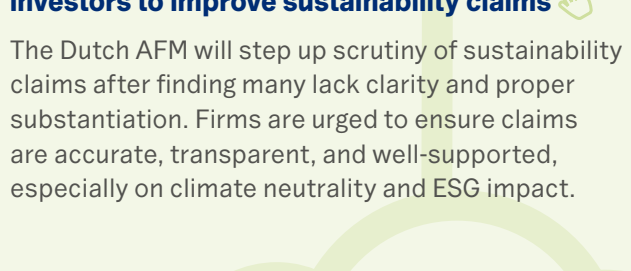 investors to improve sustainability claims
The Dutch AFM will step up scrutiny of sustainability
claims after finding many lack clarity and proper
substantiation. Firms are urged to ensure claims
are accurate, transparent, and well-supported,
especially on climate neutrality and ESG impact.